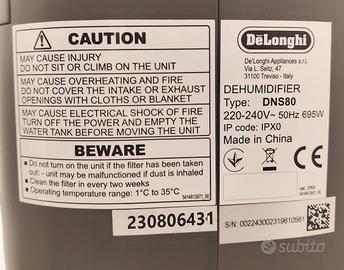 CAUTION
MAY CAUSE INJURY
DO NOT SIT OR CLIMB ON THE UNIT
MAY CAUSE OVERHEATING AND FIRE
DO NOT COVER THE INTAKE OR EXHAUST
OPENINGS WITH CLOTHS OR BLANKET
MAY CAUSE ELECTRICAL SHOCK OF FIRE
TURN OFF THE POWER AND EMPTY THE
WATER TANK BEFORE MOVING THE UNIT
BEWARE
Do not turn on the unit if the filter has been
taken out: - unit may be malfunctioned if dust is inhaled
Clean the filter in every two weeks
Operating temperature: 1°C to 35°C
230806431
DeLonghi
De'Longhi Appliances s.r.l.
Via L. Seitz, 47
31100 Treviso - Italy
DEHUMIDIFIER
Type: DNS80
220-240V~ 50Hz 695W
IP code: IPX0
Made in China
S/N: 002243002319610561
subito